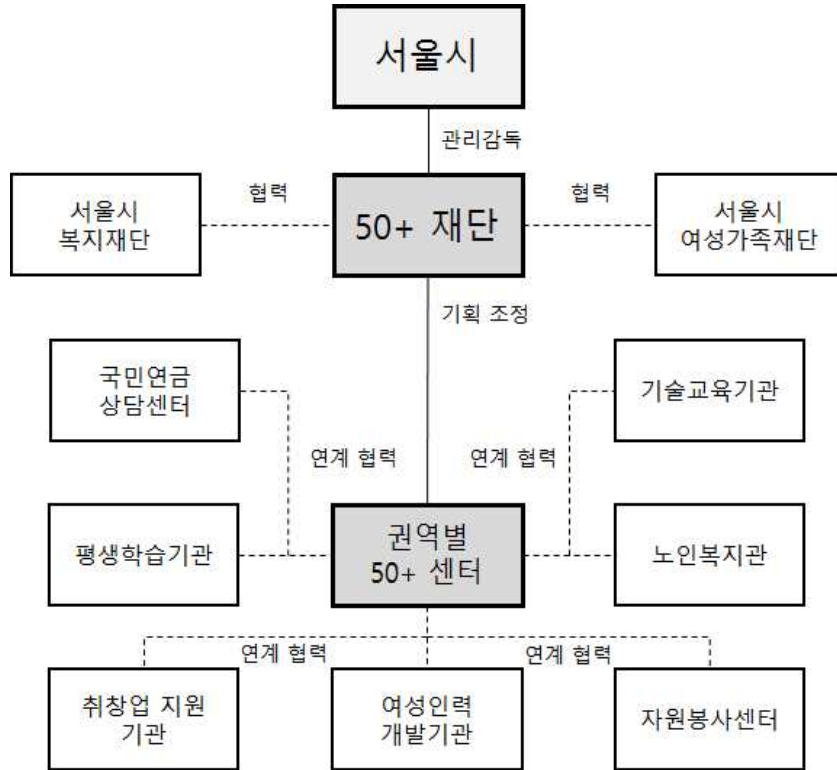 서울시
관리감독
협력
협력
서울시
복지재단
50+ 재단
서울시
여성가족재단
기획 조정
국민연금
상담센터
기술교육기관
연계 협력
연계 협력
평생학습기관
권역별
50+ 센터
노인복지관
연계 협력
연계 협력
취창업 지원
기관
여성인력
개발기관
자원봉사센터